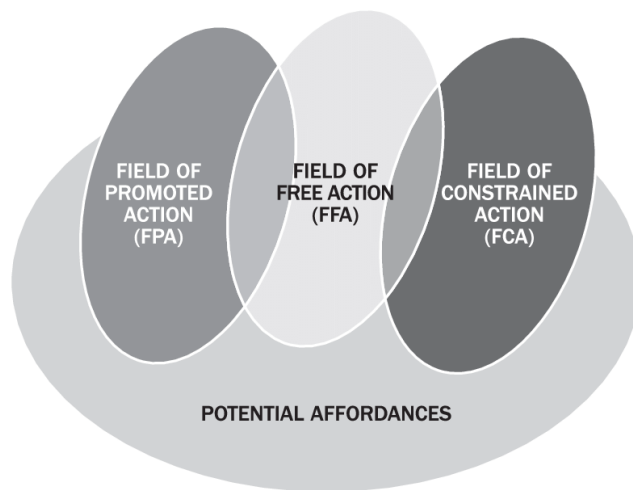 FIELD OF
PROMOTED
ACTION
(FPA)
FIELD OF
FREE ACTION
(FFA)
FIELD OF
CONSTRAINED
ACTION
(FCA)
POTENTIAL AFFORDANCES